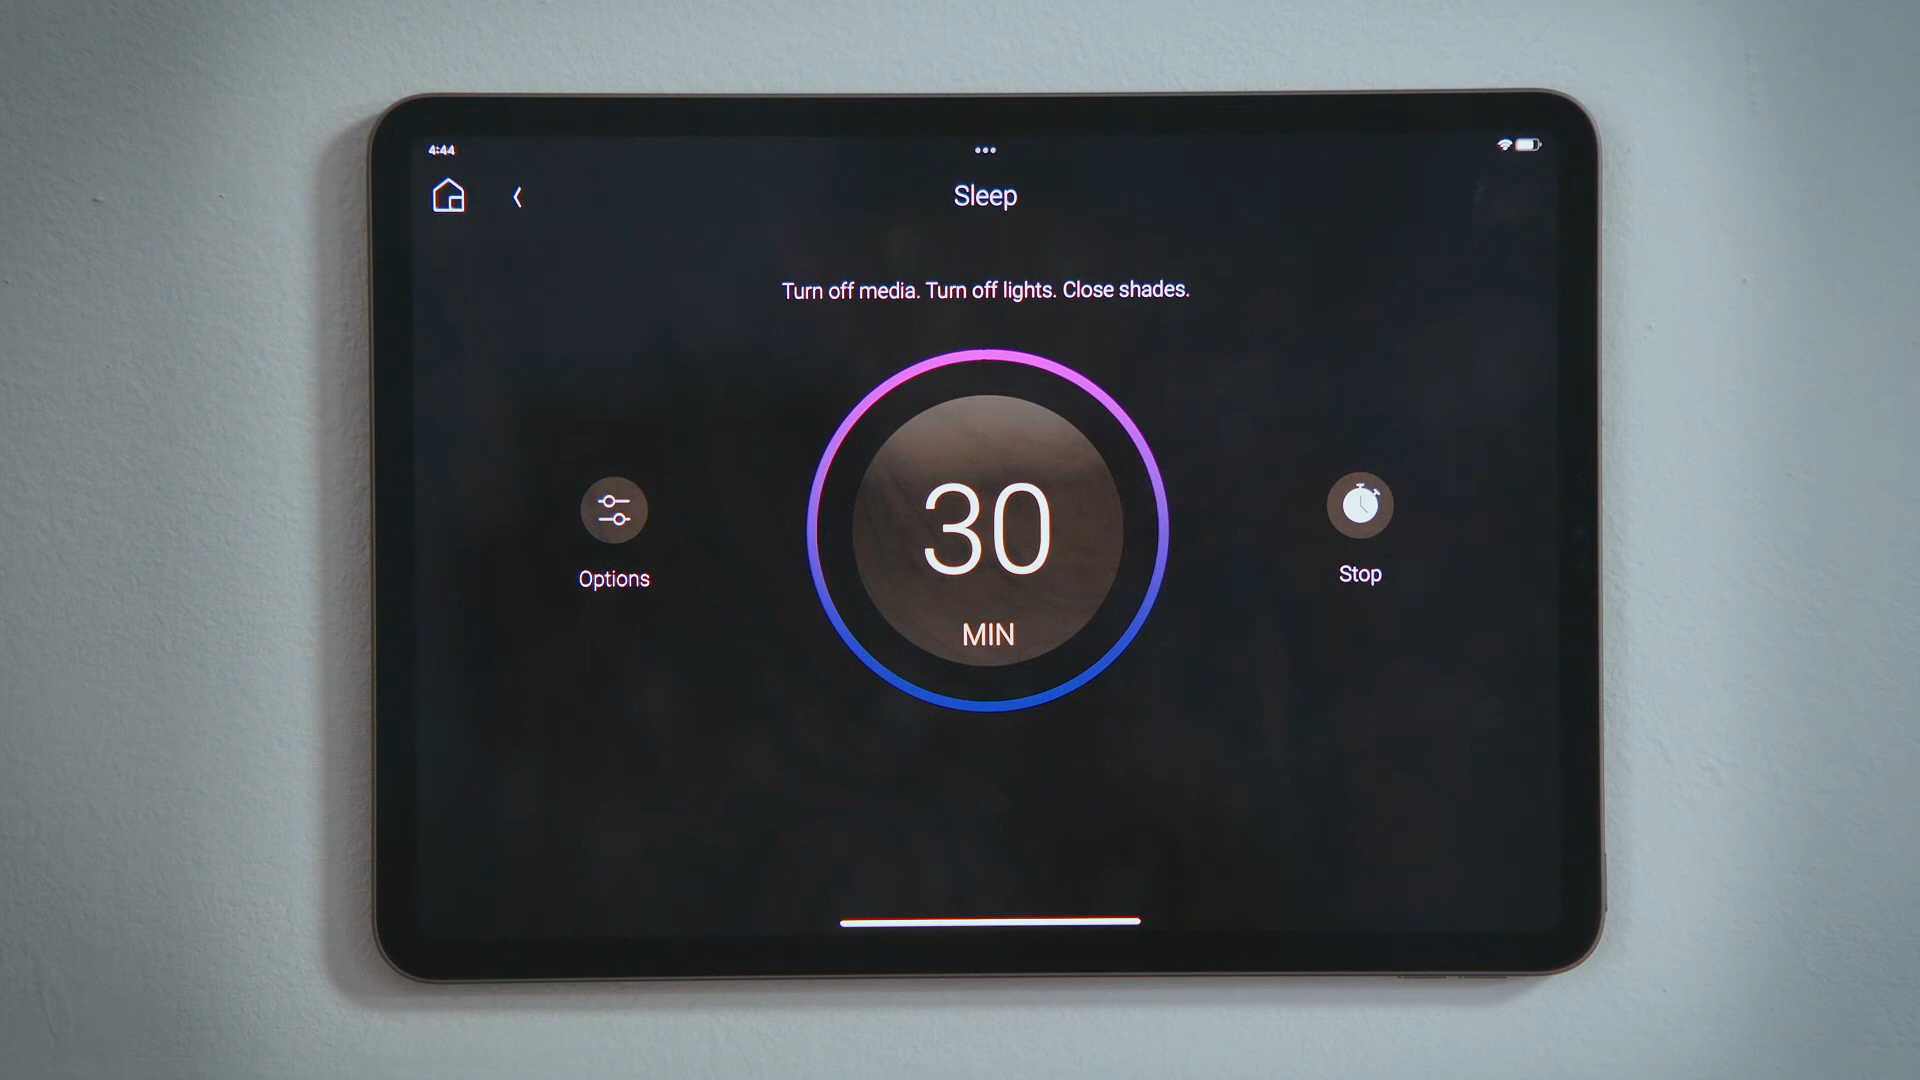 4:44
Sleep
Turn off media. Turn off lights. Close shades.
30
MIN
Options
Stop